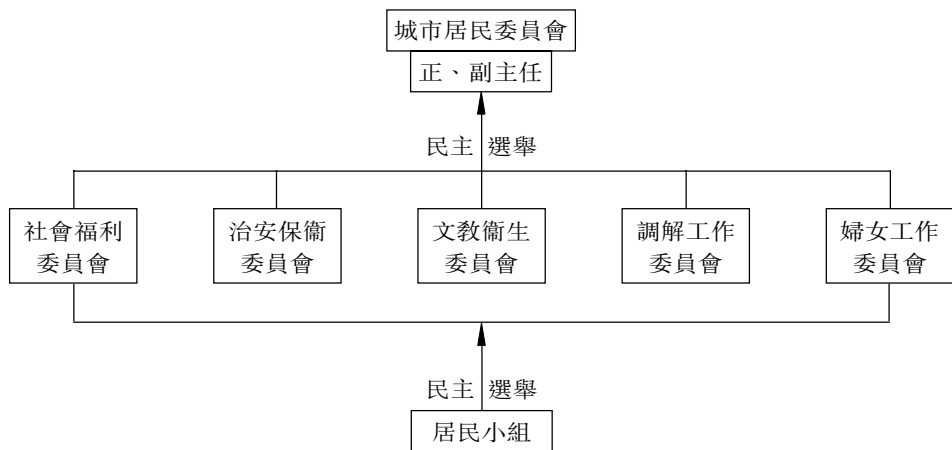 城市居民委員會
正、副主任
民主 選舉
社會福利
委員會
治安保衞
委員會
文教衞生
委員會
調解工作
委員會
婦女工作
委員會
民主 選舉
居民小組